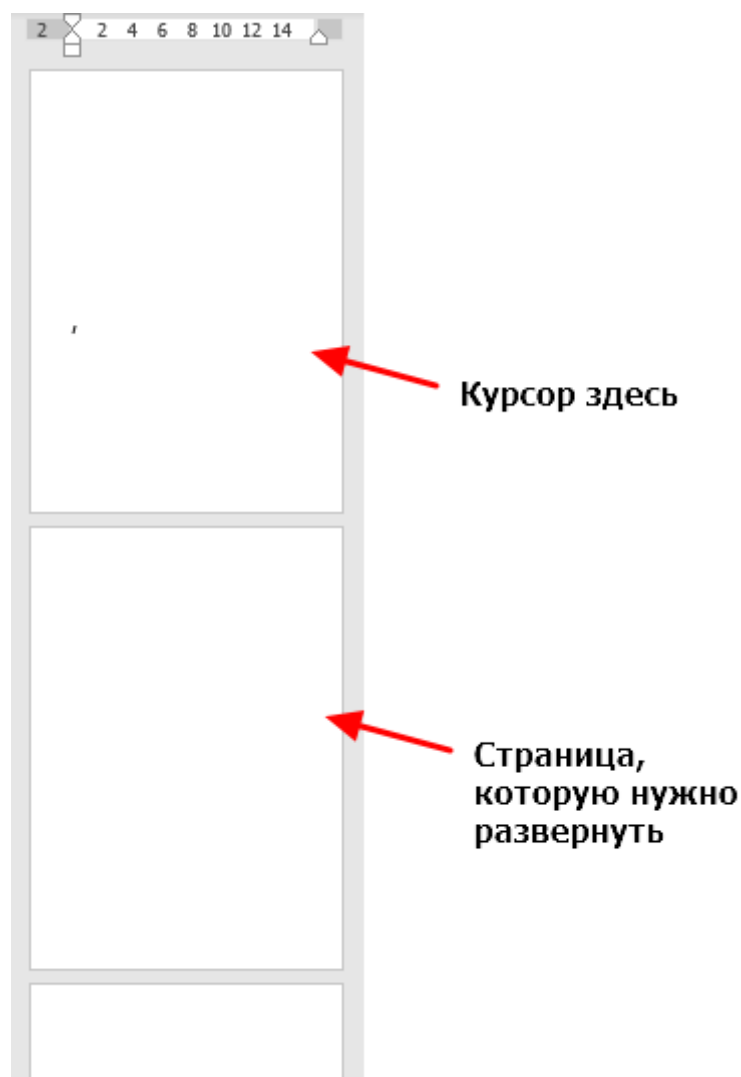 2 2 4 6 8 10 12 14
Курсор здесь
Страница,
которую нужно
развернуть